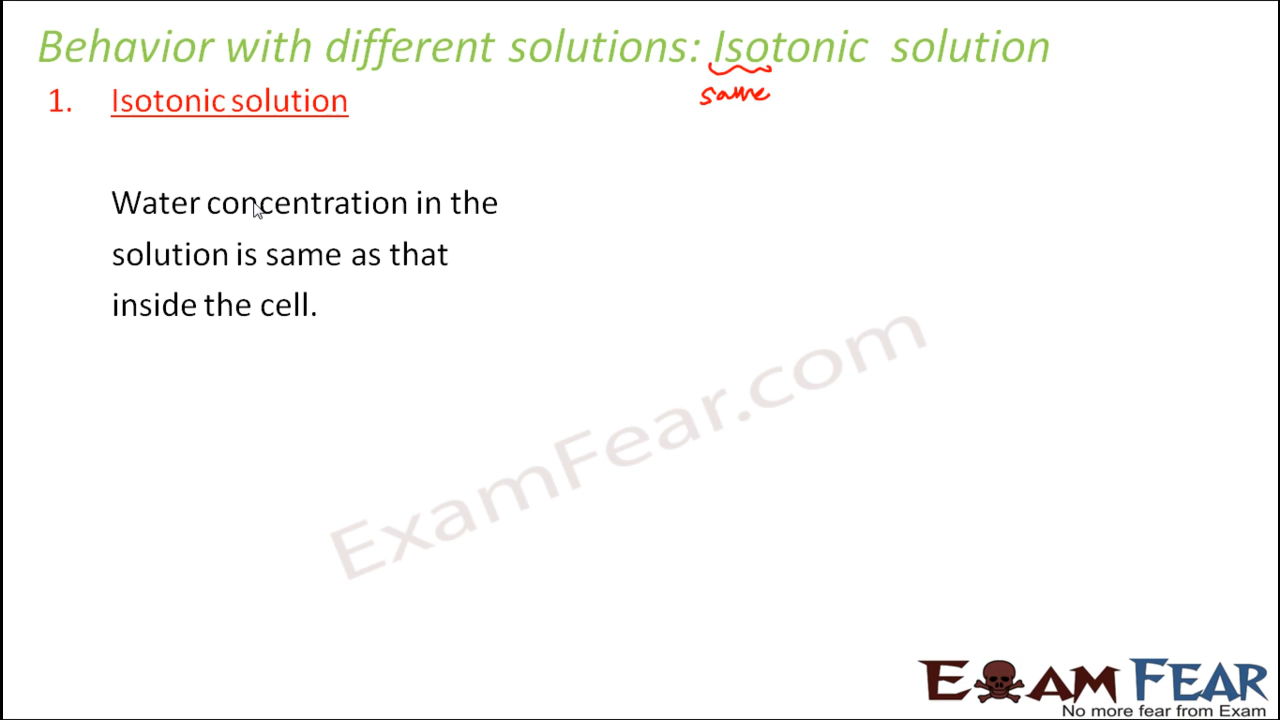 Behavior with different solutions: Isotonic solution
same
1. Isotonic solution
Water concentration in the
solution is same as that
inside the cell.
ExamFear.com
EXAM FEAR
No more fear from Exam